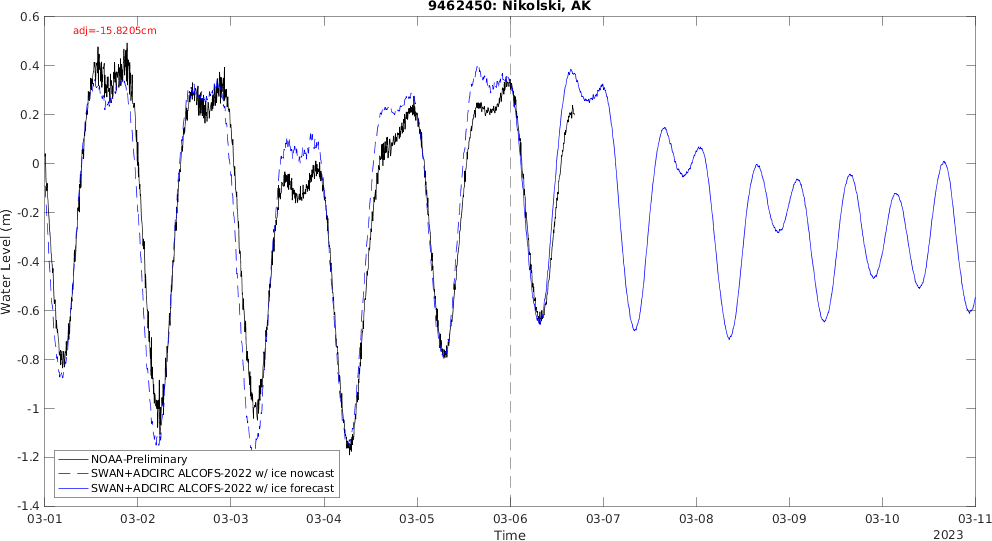 9462450: Nikolski, AK
adj=-15.8205cm
0.6
0.4
0.2
0
-0.2
-0.4
-0.6
-0.8
-1
-1.2
-1.4
Water Level (m)
NOAA-Preliminary
SWAN+ADCIRC ALCOFS-2022 w/ ice nowcast
SWAN+ADCIRC ALCOFS-2022 w/ ice forecast
03-01 03-02 03-03 03-04 03-05 03-06 03-07 03-08 03-09 03-10 03-11
Time
2023